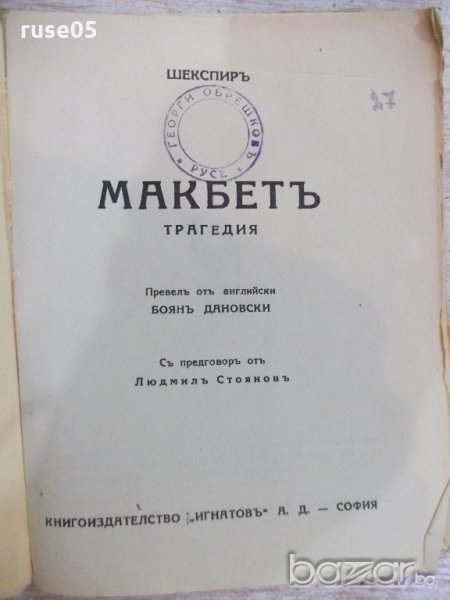 ruse05
ШЕКСПИРЪ
ГЕОРГИ ОБРЕШКОВЪ
* РУСЕ *
27
МАКБЕТЪ
ТРАГЕДИЯ
Превелъ отъ английски
БОЯНЪ ДАНОВСКИ
Съ предговоръ отъ
Людмилъ Стояновъ
КНИГОИЗДАТЕЛСТВО „ИГНАТОВЪ“ А. Д. — СОФИЯ
bazar.bg